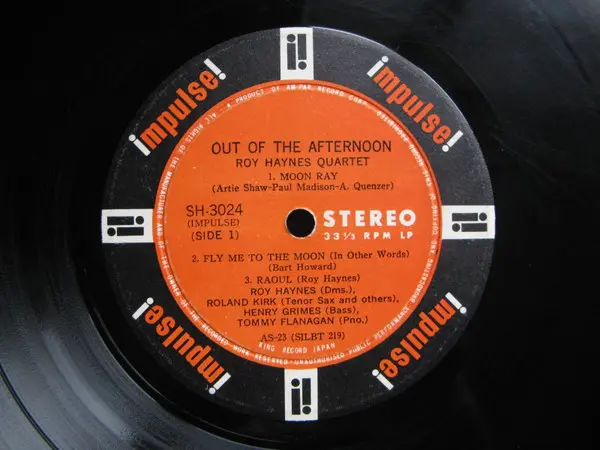 impulse!
impulse!
OUT OF THE AFTERNOON
ROY HAYNES QUARTET
1. MOON RAY
(Artie Shaw-Paul Madison-A. Quenzer)
SH-3024
(IMPULSE)
(SIDE 1)
STEREO
33⅓ RPM LP
2. FLY ME TO THE MOON (In Other Words)
(Bart Howard)
3. RAOUL (Roy Haynes)
ROY HAYNES (Dms.),
ROLAND KIRK (Tenor Sax and others),
HENRY GRIMES (Bass),
TOMMY FLANAGAN (Pno.)
AS-23 (SILBT 219)
KING RECORD JAPAN
impulse!
impulse!